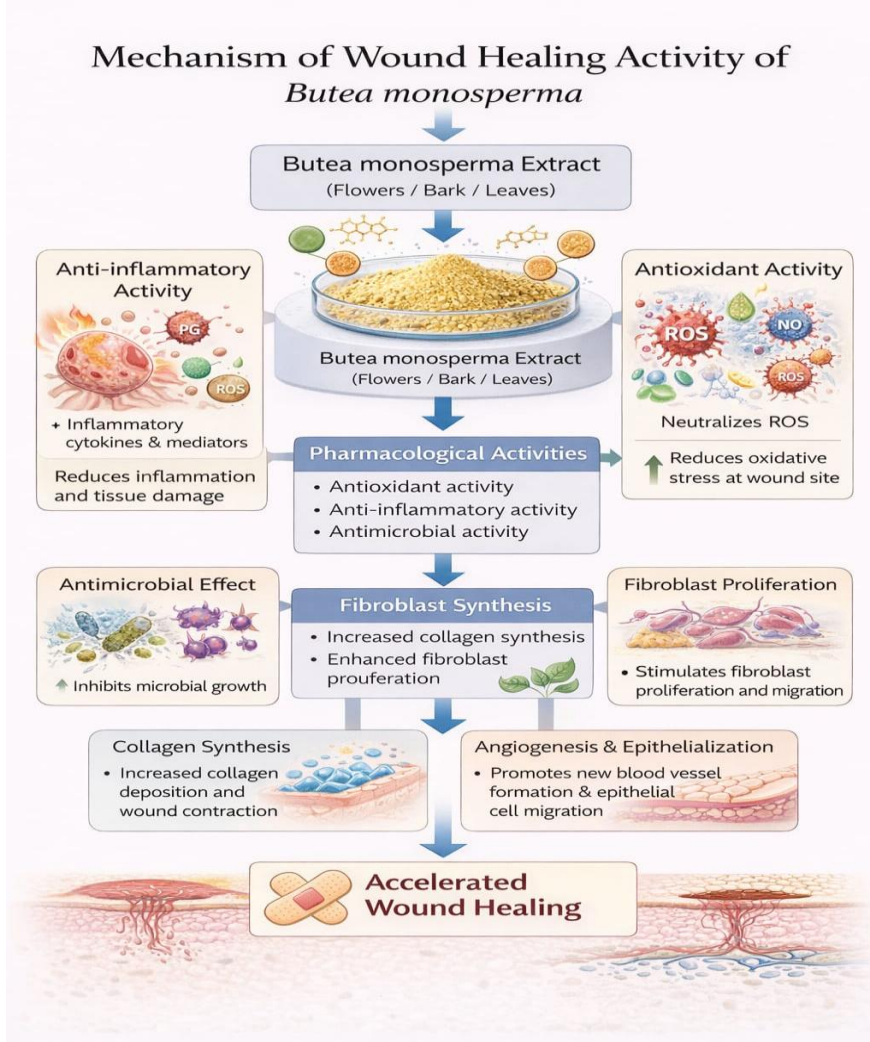 Mechanism of Wound Healing Activity of
Butea monosperma
Butea monosperma Extract
(Flowers / Bark / Leaves)
Anti-inflammatory
Activity
PG
ROS
+ Inflammatory
cytokines & mediators
Reduces inflammation
and tissue damage
Butea monosperma Extract
(Flowers / Bark / Leaves)
Antioxidant Activity
ROS
NO
ROS
Neutralizes ROS
Reduces oxidative
stress at wound site
Pharmacological Activities
• Antioxidant activity
• Anti-inflammatory activity
• Antimicrobial activity
Antimicrobial Effect
Inhibits microbial growth
Fibroblast Synthesis
• Increased collagen synthesis
• Enhanced fibroblast
prouferation
Fibroblast Proliferation
• Stimulates fibroblast
proliferation and migration
Collagen Synthesis
• Increased collagen
deposition and
wound contraction
Angiogenesis & Epithelialization
• Promotes new blood vessel
formation & epithelial
cell migration
Accelerated
Wound Healing